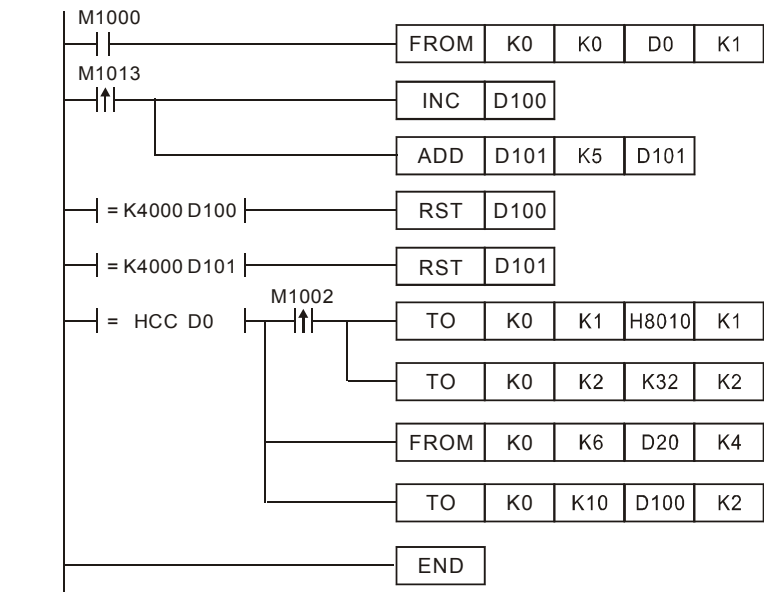 M1000
FROM K0 K0 D0 K1
M1013
INC D100
ADD D101 K5 D101
= K4000 D100 RST D100
= K4000 D101 RST D101
M1002
= HCC D0 TO K0 K1 H8010 K1
TO K0 K2 K32 K2
FROM K0 K6 D20 K4
TO K0 K10 D100 K2
END